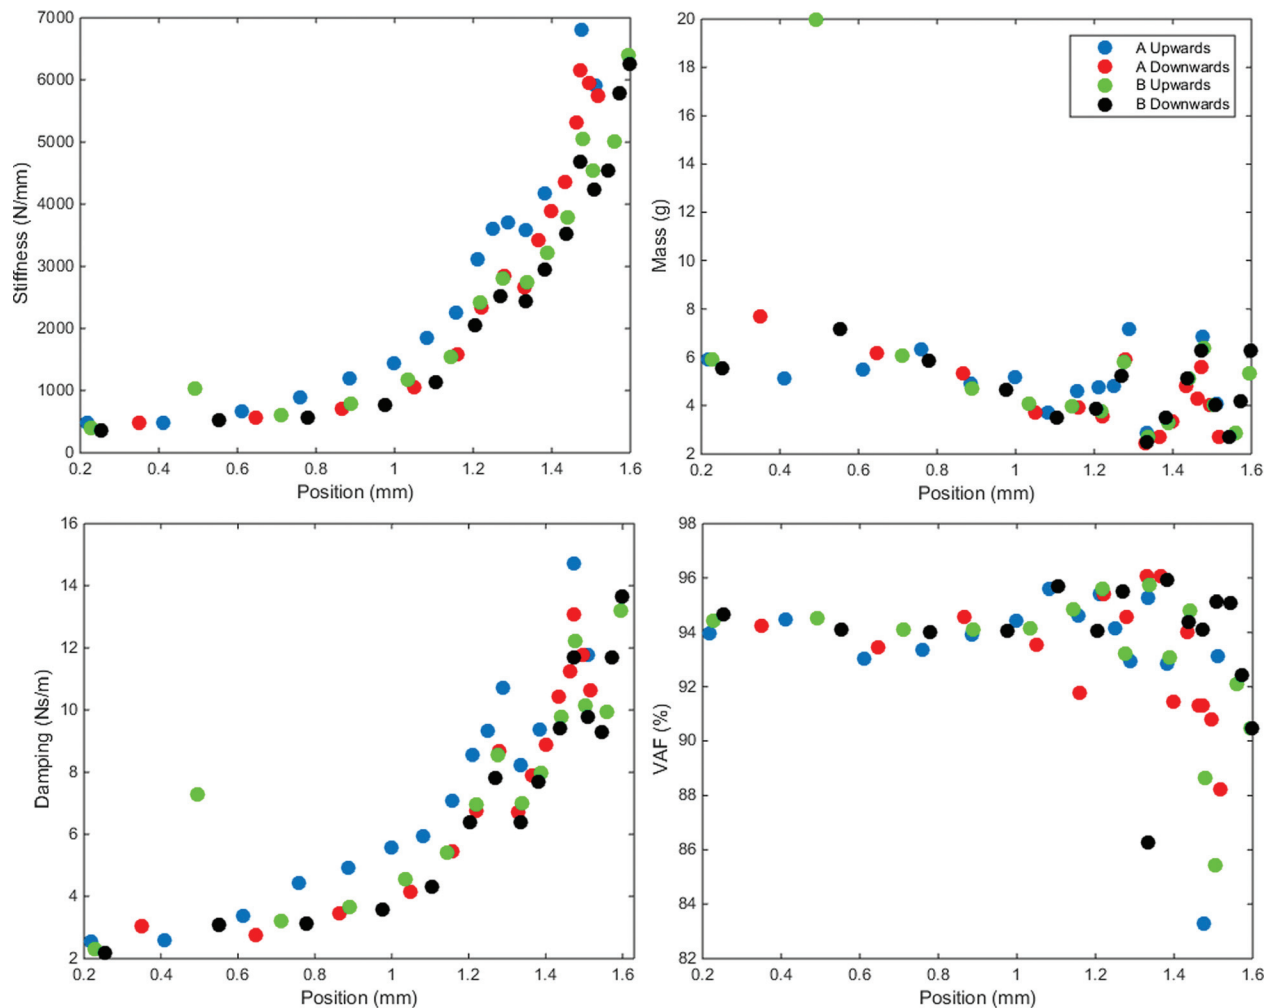 7000
6000
5000
4000
3000
2000
1000
0
Stiffness (N/mm)
0.2 0.4 0.6 0.8 1 1.2 1.4 1.6
Position (mm)
20
18
16
14
12
10
8
6
4
2
Mass (g)
A Upwards
A Downwards
B Upwards
B Downwards
0.2 0.4 0.6 0.8 1 1.2 1.4 1.6
Position (mm)
16
14
12
10
8
6
4
2
Damping (Ns/m)
0.2 0.4 0.6 0.8 1 1.2 1.4 1.6
Position (mm)
98
96
94
92
90
88
86
84
82
VAF (%)
0.2 0.4 0.6 0.8 1 1.2 1.4 1.6
Position (mm)